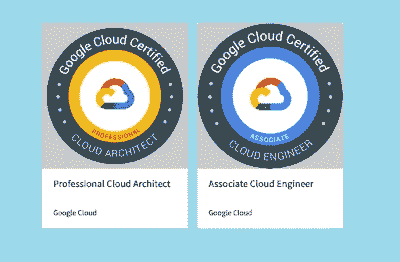 Google Cloud Certified
PROFESSIONAL
CLOUD ARCHITECT
Professional Cloud Architect
Google Cloud
Google Cloud Certified
ASSOCIATE
CLOUD ENGINEER
Associate Cloud Engineer
Google Cloud